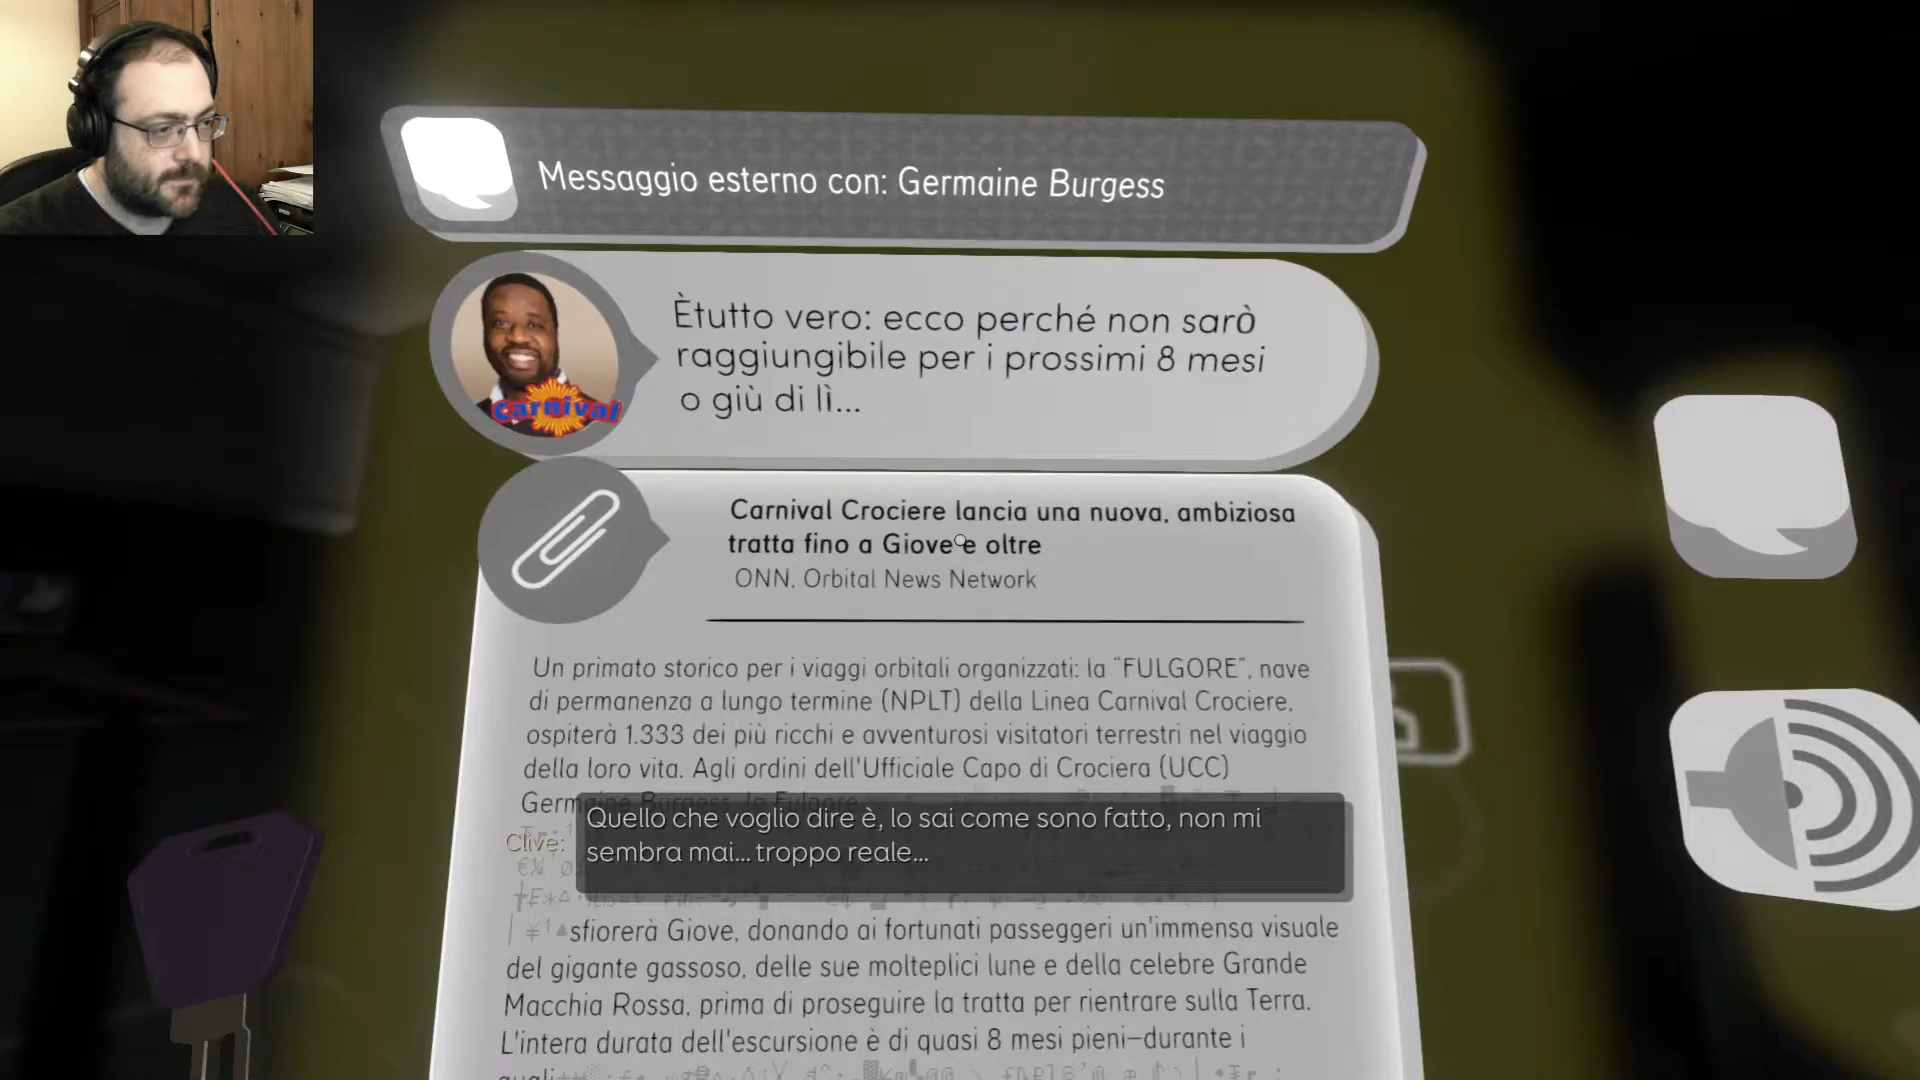 Messaggio esterno con: Germaine Burgess
Ètutto vero: ecco perché non sarò
raggiungibile per i prossimi 8 mesi
o giù di lì...
Carnival
Carnival Crociere lancia una nuova, ambiziosa
tratta fino a Giove e oltre
ONN, Orbital News Network
Un primato storico per i viaggi orbitali organizzati: la "FULGORE", nave
di permanenza a lungo termine (NPLT) della Linea Carnival Crociere,
ospiterà 1.333 dei più ricchi e avventurosi visitatori terrestri nel viaggio
della loro vita. Agli ordini dell'Ufficiale Capo di Crociera (UCC)
Germaine Burgess, la Fulgore
Clive:
Quello che voglio dire è, lo sai come sono fatto, non mi
sembra mai... troppo reale...
sfiorerà Giove, donando ai fortunati passeggeri un'immensa visuale
del gigante gassoso, delle sue molteplici lune e della celebre Grande
Macchia Rossa, prima di proseguire la tratta per rientrare sulla Terra.
L'intera durata dell'escursione è di quasi 8 mesi pieni—durante i
quali